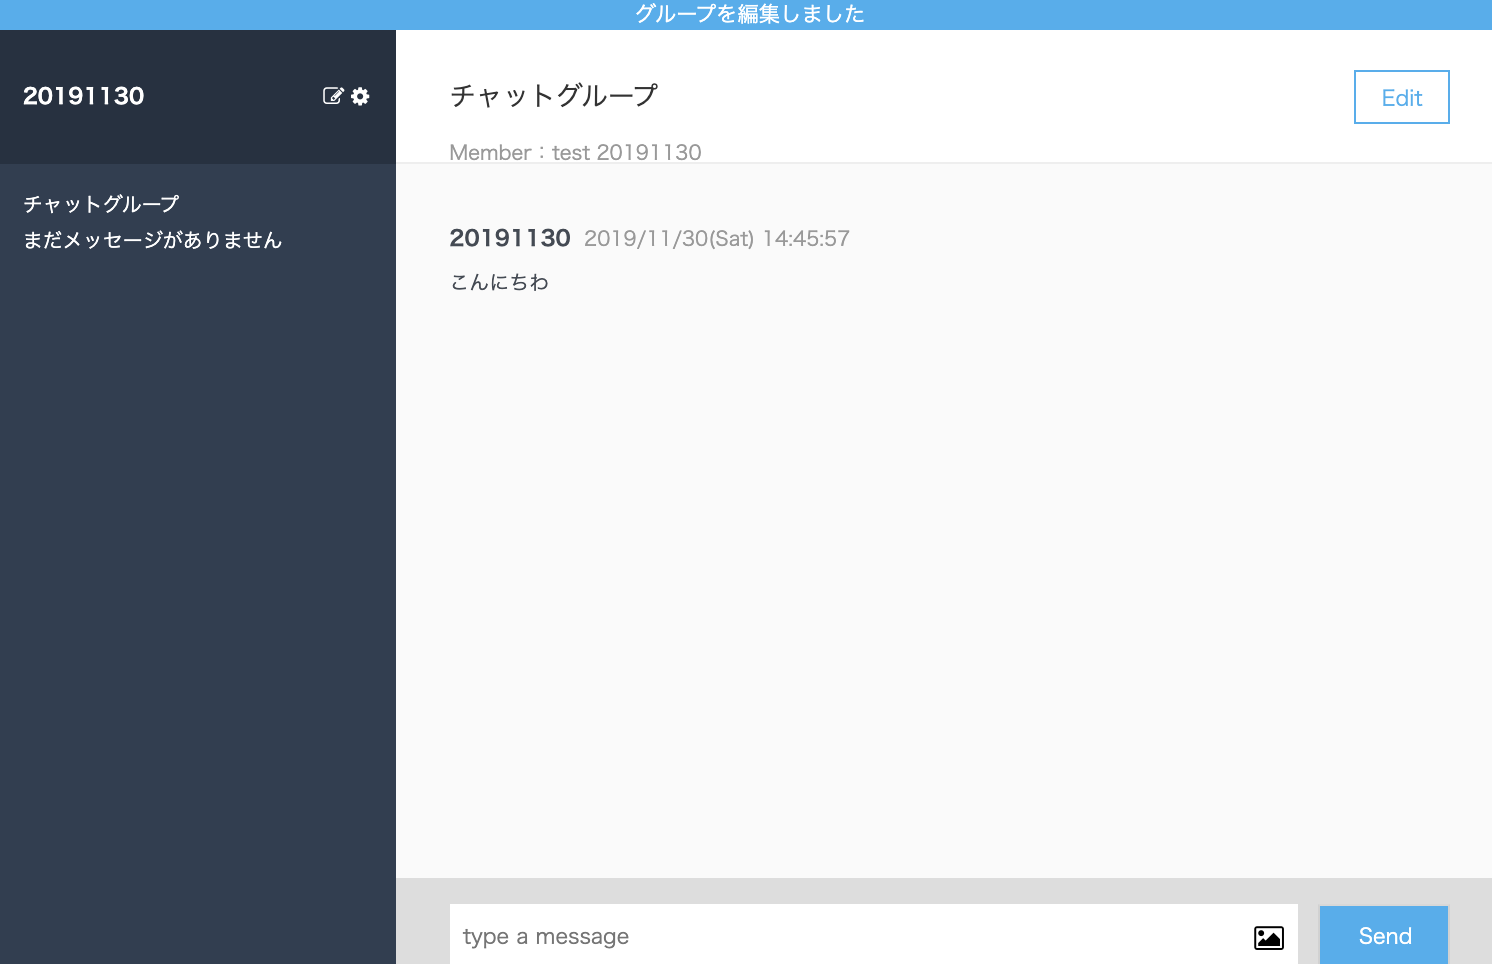 グループを編集しました
20191130
チャットグループ
まだメッセージがありません
チャットグループ
Edit
Member：test 20191130
20191130 2019/11/30(Sat) 14:45:57
こんにちわ
type a message
Send